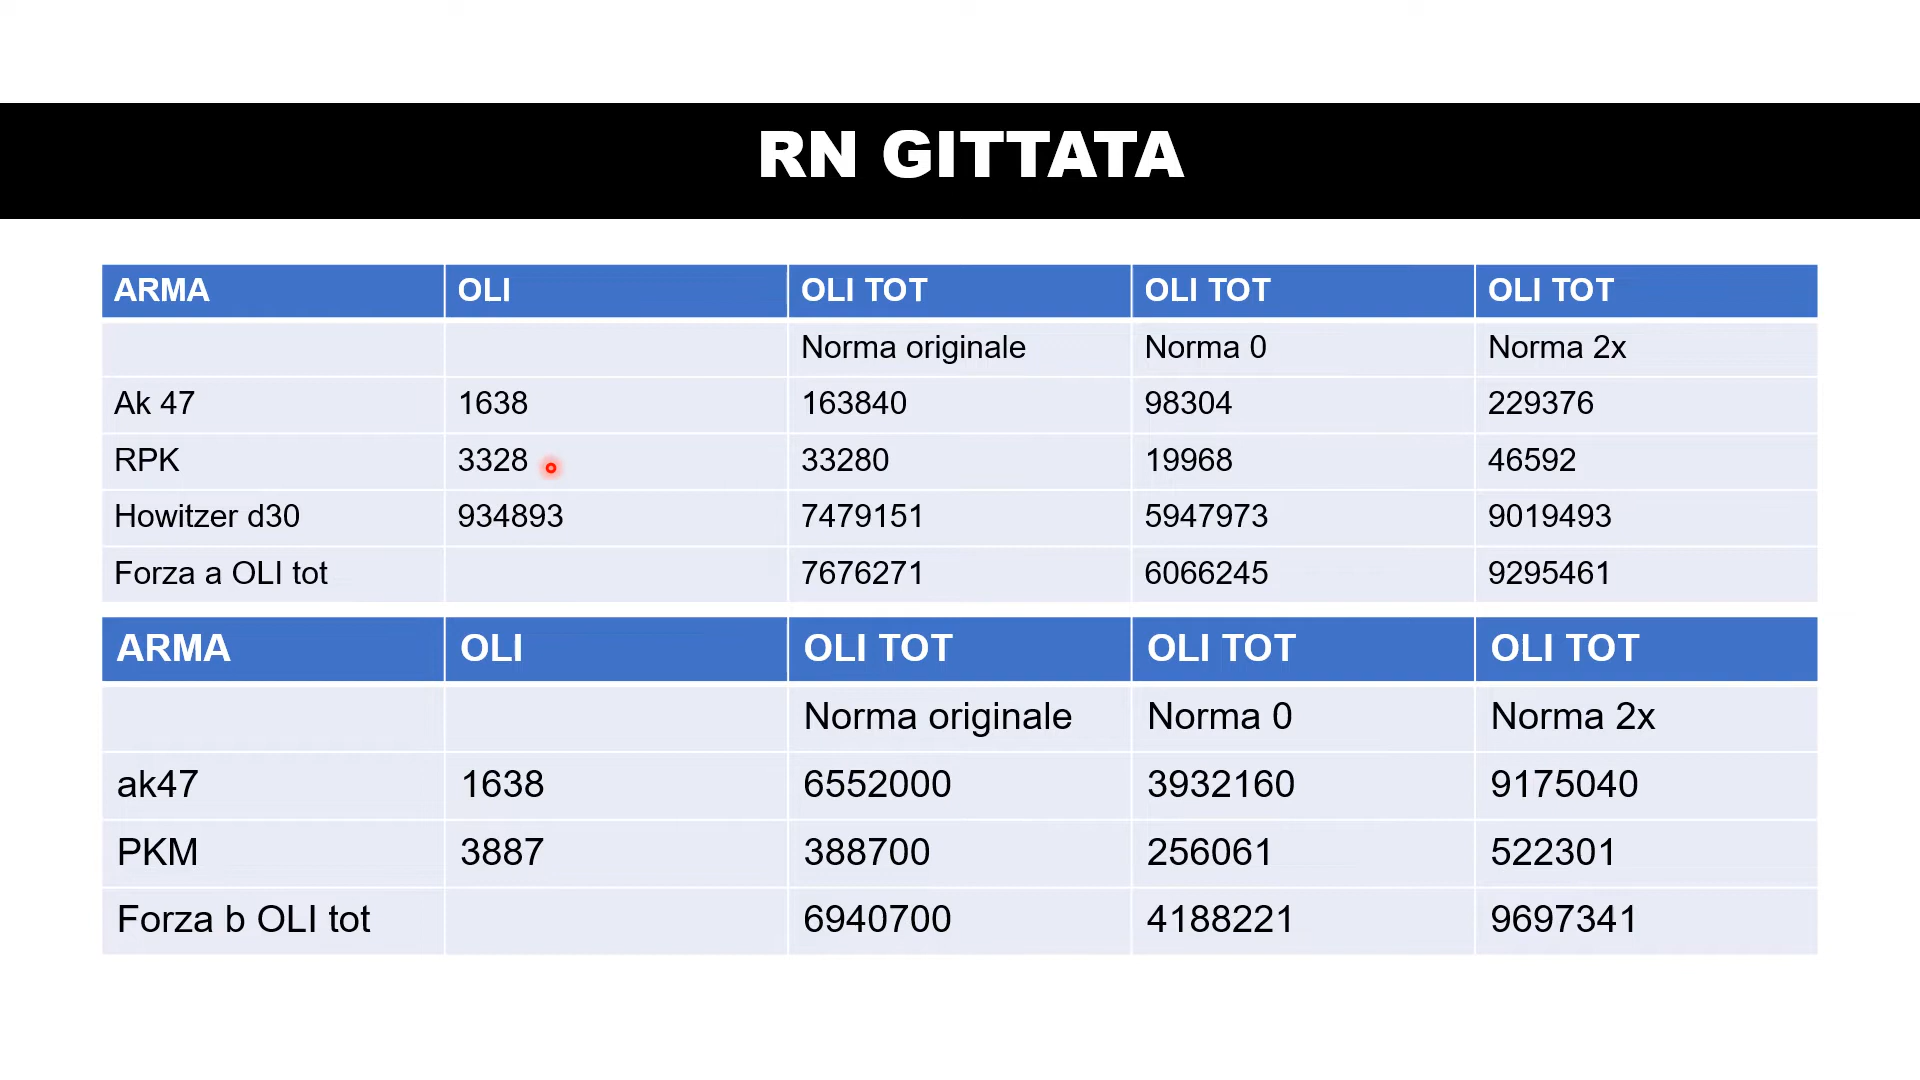 RN GITTATA
ARMA OLI OLI TOT OLI TOT OLI TOT
Norma originale Norma 0 Norma 2x
Ak 47 1638 163840 98304 229376
RPK 3328 33280 19968 46592
Howitzer d30 934893 7479151 5947973 9019493
Forza a OLI tot 7676271 6066245 9295461
ARMA OLI OLI TOT OLI TOT OLI TOT
Norma originale Norma 0 Norma 2x
ak47 1638 6552000 3932160 9175040
PKM 3887 388700 256061 522301
Forza b OLI tot 6940700 4188221 9697341